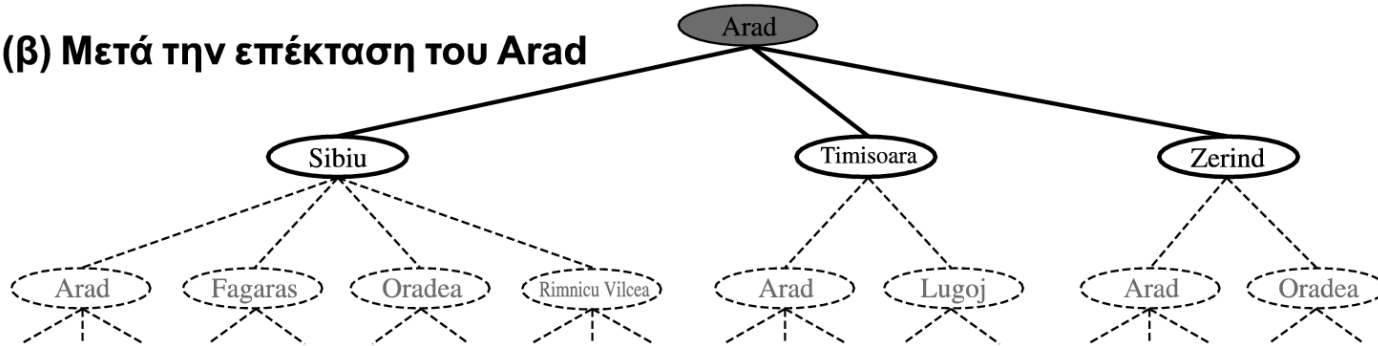 Arad
(β) Μετά την επέκταση του Arad
Sibiu Timisoara Zerind
Arad Fagaras Oradea Rimnicu Vilcea Arad Lugoj Arad Oradea